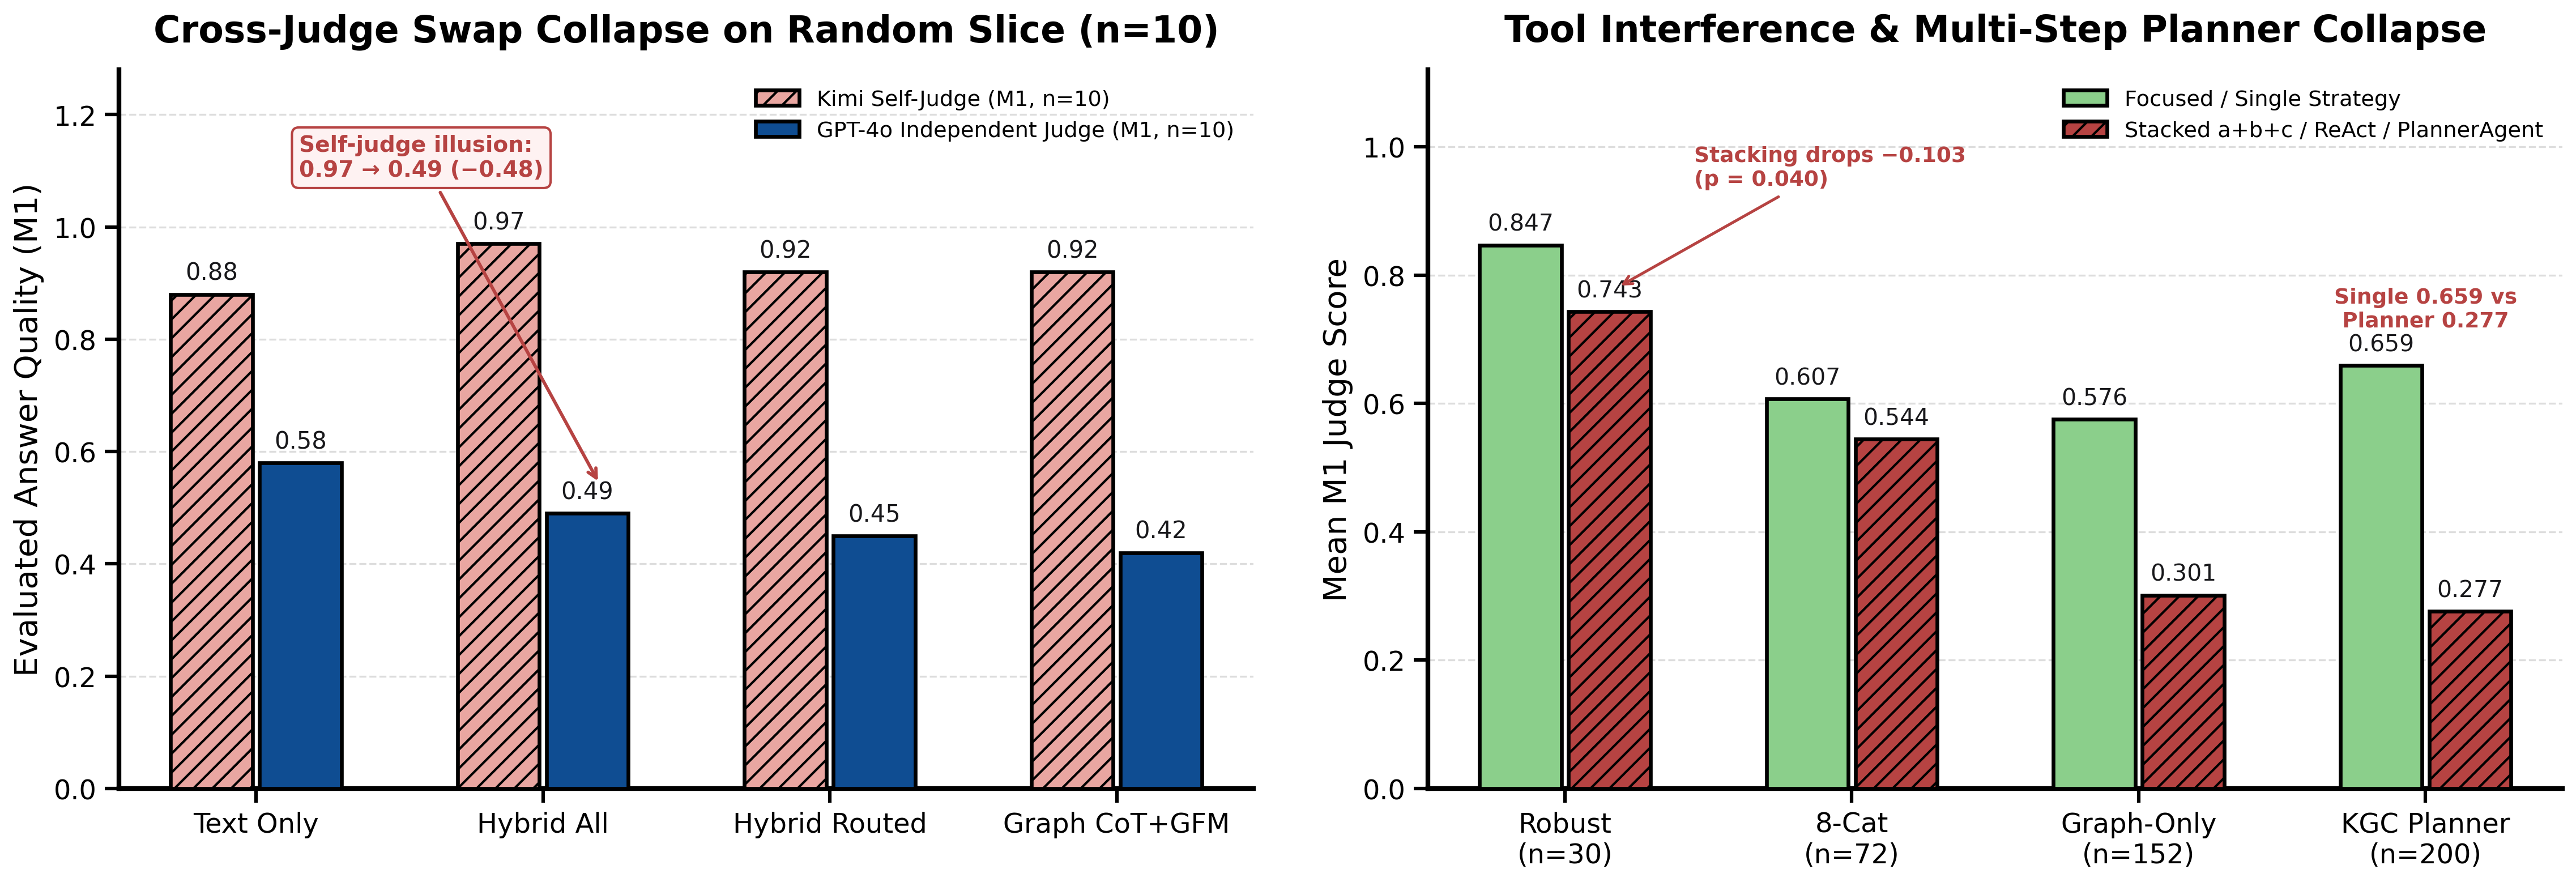 Cross-Judge Swap Collapse on Random Slice (n=10)
Kimi Self-Judge (M1, n=10)
GPT-4o Independent Judge (M1, n=10)
Self-judge illusion:
0.97 → 0.49 (−0.48)
Evaluated Answer Quality (M1)
1.2
1.0
0.8
0.6
0.4
0.2
0.0
0.88
0.58
0.97
0.49
0.92
0.45
0.92
0.42
Text Only
Hybrid All
Hybrid Routed
Graph CoT+GFM
Tool Interference & Multi-Step Planner Collapse
Focused / Single Strategy
Stacked a+b+c / ReAct / PlannerAgent
Stacking drops −0.103
(p = 0.040)
Single 0.659 vs
Planner 0.277
Mean M1 Judge Score
1.0
0.8
0.6
0.4
0.2
0.0
0.847
0.743
0.607
0.544
0.576
0.301
0.659
0.277
Robust
(n=30)
8-Cat
(n=72)
Graph-Only
(n=152)
KGC Planner
(n=200)